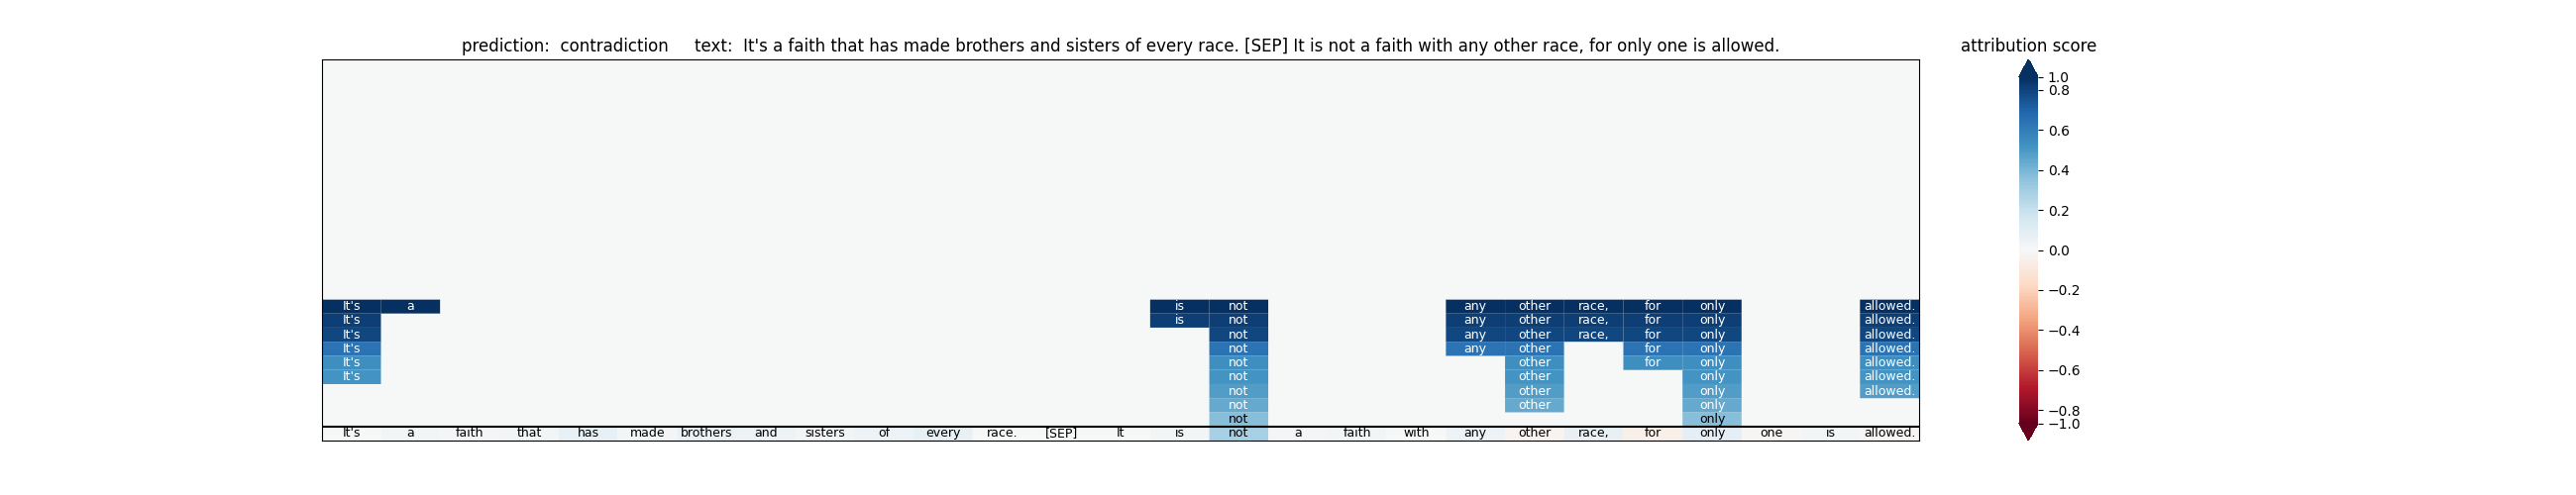 prediction:  contradiction     text:  It's a faith that has made brothers and sisters of every race. [SEP] It is not a faith with any other race, for only one is allowed.
attribution score
1.0
0.8
0.6
0.4
0.2
0.0
−0.2
−0.4
−0.6
−0.8
−1.0
It's a is not any other race, for only allowed.
It's is not any other race, for only allowed.
It's not any other race, for only allowed.
It's not any other for only allowed.
It's not other for only allowed.
It's not other only allowed.
not other only allowed.
not other only
not only
It's a faith that has made brothers and sisters of every race. [SEP] It is not a faith with any other race, for only one is allowed.